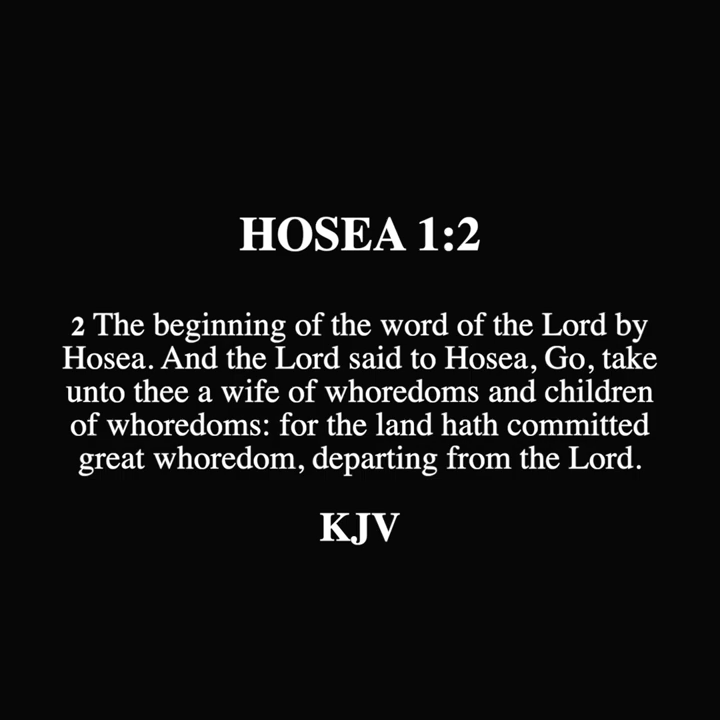 HOSEA 1:2
2 The beginning of the word of the Lord by
Hosea. And the Lord said to Hosea, Go, take
unto thee a wife of whoredoms and children
of whoredoms: for the land hath committed
great whoredom, departing from the Lord.
KJV